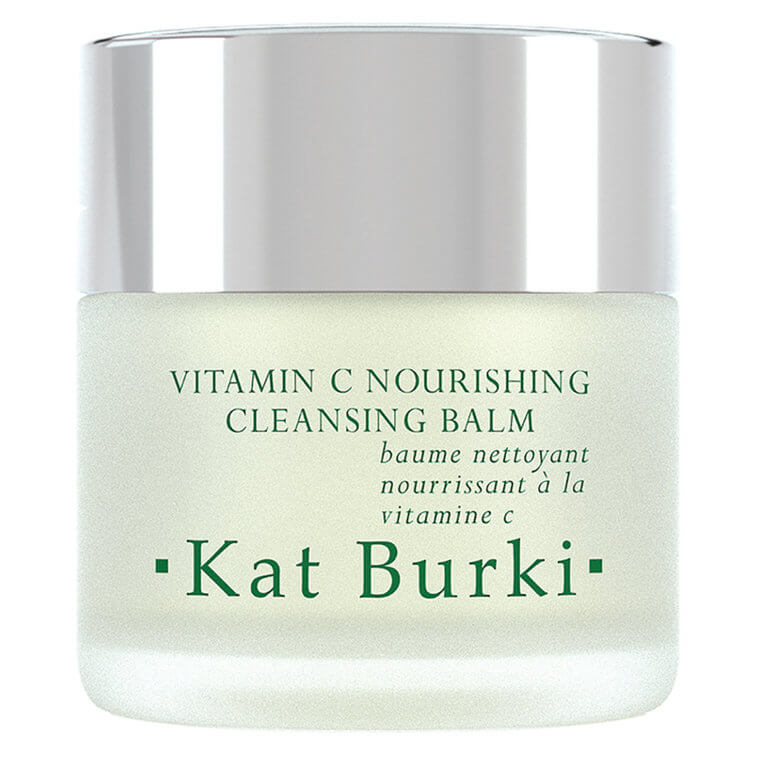 VITAMIN C NOURISHING
CLEANSING BALM
baume nettoyant
nourrissant à la
vitamine c
▪Kat Burki▪